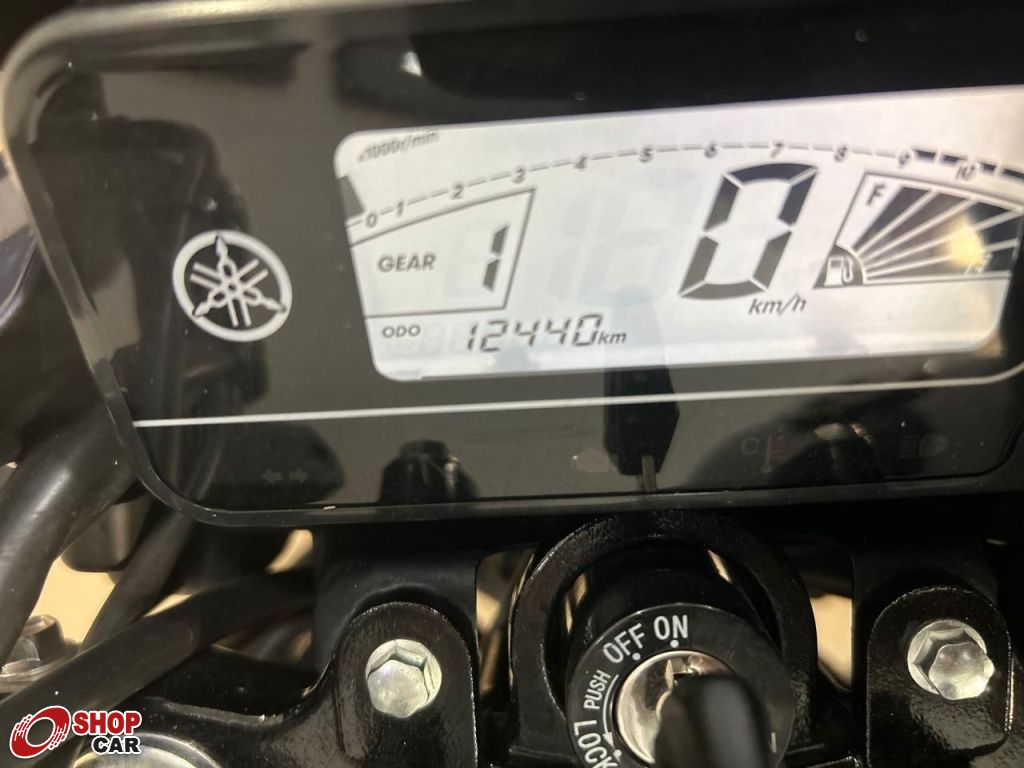 x1000r/min
0 1 2 3 4 5 6 7 8 9 10
GEAR 1
0 km/h
F
ODO 12440 km
N
C
ON
OFF
PUSH
LOCK
SHOP
CAR